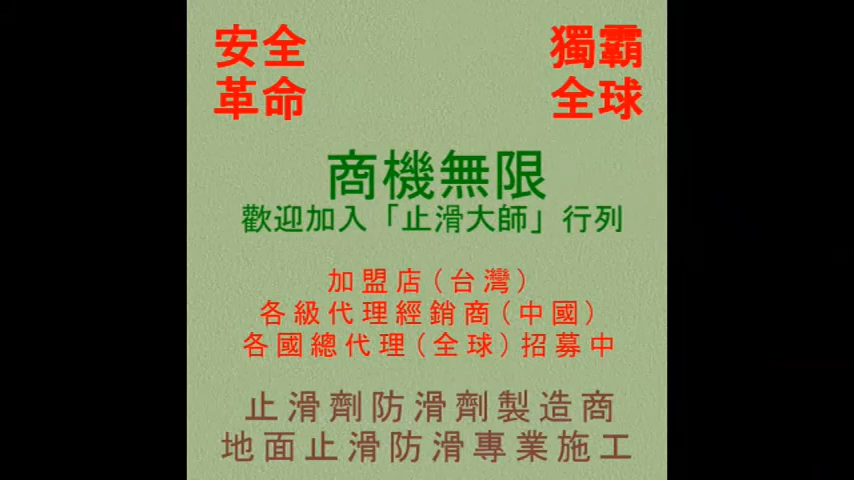 安全
革命
獨霸
全球
商機無限
歡迎加入「止滑大師」行列
加盟店(台灣)
各級代理經銷商(中國)
各國總代理(全球)招募中
止滑劑防滑劑製造商
地面止滑防滑專業施工